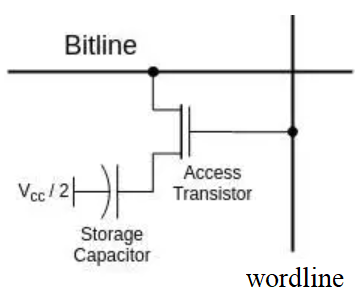 Bitline
Access
Transistor
Vcc / 2
Storage
Capacitor
wordline